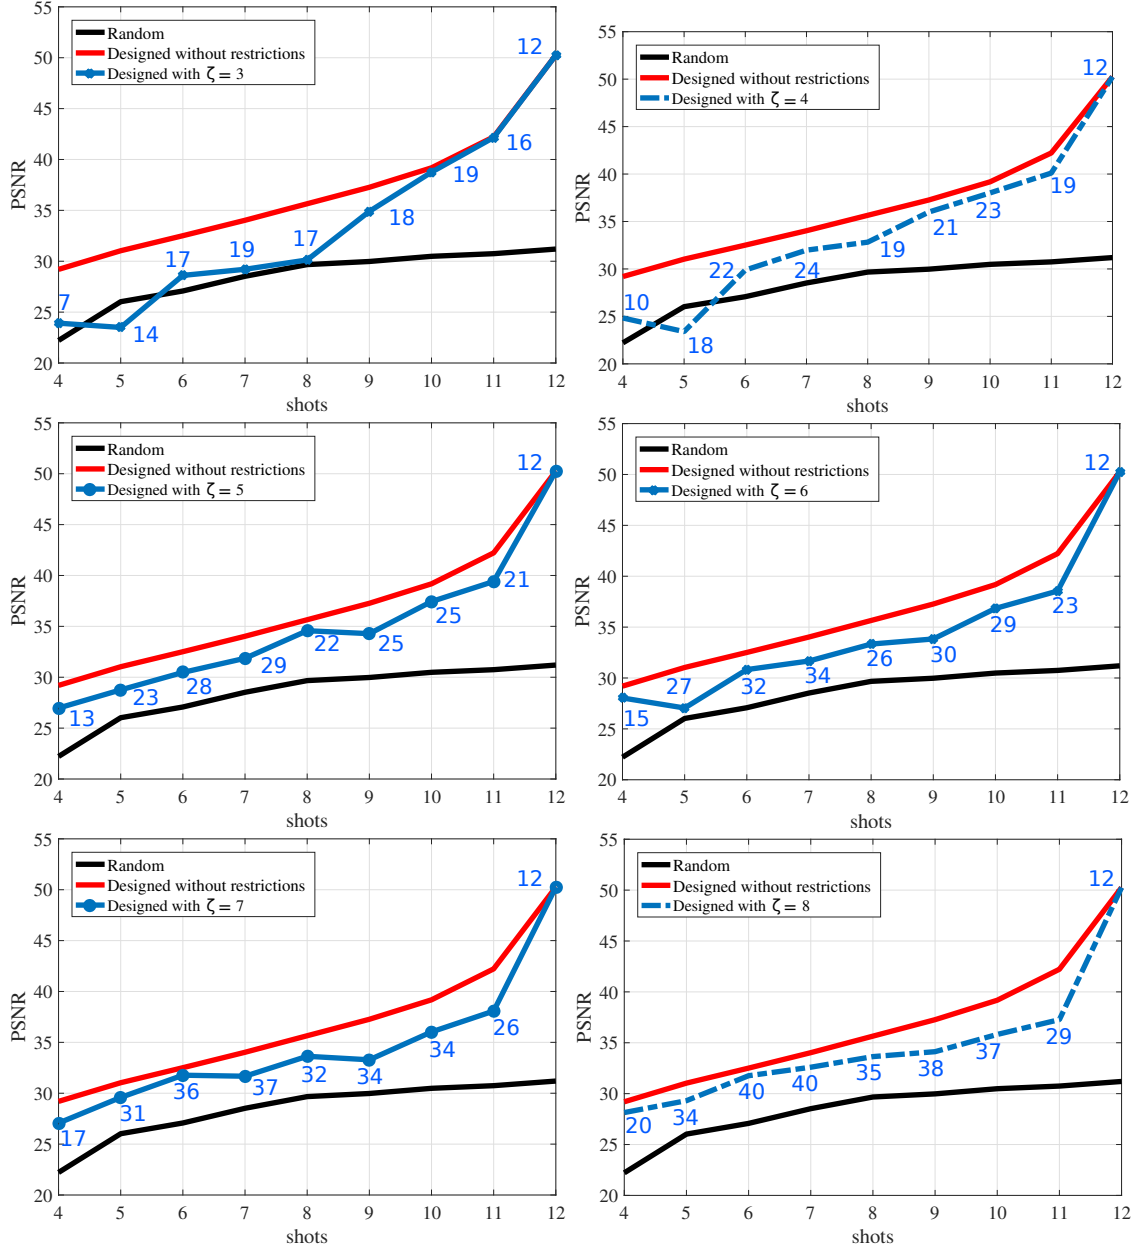 55
50
45
40
35
30
25
20
PSNR
Random
Designed without restrictions
Designed with ζ = 3
7
14
17
19
17
18
19
16
12
4 5 6 7 8 9 10 11 12
shots
55
50
45
40
35
30
25
20
PSNR
Random
Designed without restrictions
Designed with ζ = 4
10
18
22
24
19
21
23
19
12
4 5 6 7 8 9 10 11 12
shots
55
50
45
40
35
30
25
20
PSNR
Random
Designed without restrictions
Designed with ζ = 5
13
23
28
29
22
25
25
21
12
4 5 6 7 8 9 10 11 12
shots
55
50
45
40
35
30
25
20
PSNR
Random
Designed without restrictions
Designed with ζ = 6
15
27
32
34
26
30
29
23
12
4 5 6 7 8 9 10 11 12
shots
55
50
45
40
35
30
25
20
PSNR
Random
Designed without restrictions
Designed with ζ = 7
17
31
36
37
32
34
34
26
12
4 5 6 7 8 9 10 11 12
shots
55
50
45
40
35
30
25
20
PSNR
Random
Designed without restrictions
Designed with ζ = 8
20
34
40
40
35
38
37
29
12
4 5 6 7 8 9 10 11 12
shots